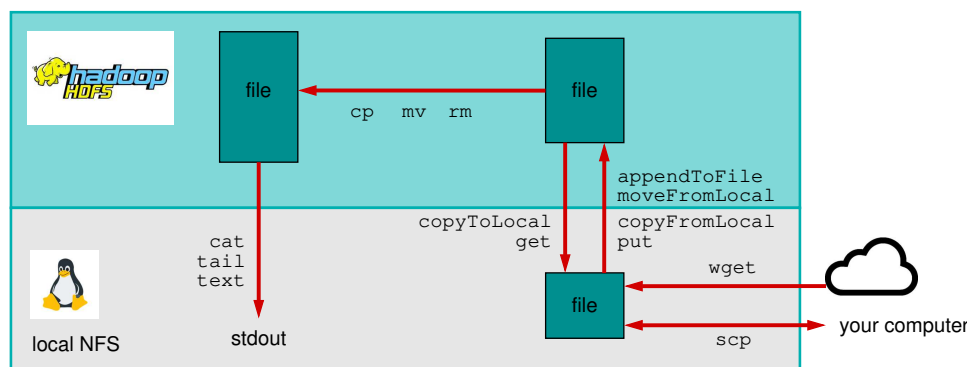 hadoop
HDFS
file
file
cp mv rm
appendToFile
moveFromLocal
copyToLocal
get
copyFromLocal
put
cat
tail
text
wget
file
local NFS
stdout
scp
your computer